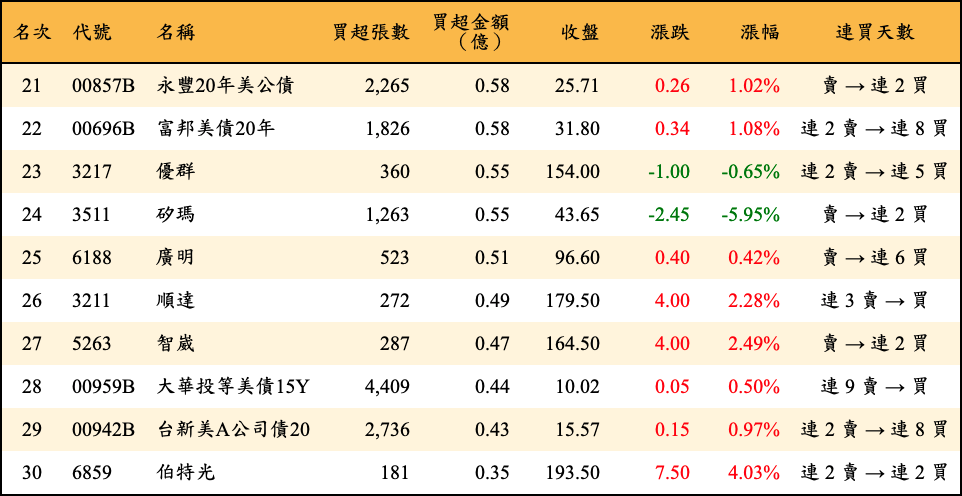 名次 代號 名稱 買超張數 買超金額（億） 收盤 漲跌 漲幅 連買天數
21 00857B 永豐20年美公債 2,265 0.58 25.71 0.26 1.02% 賣 → 連 2 買
22 00696B 富邦美債20年 1,826 0.58 31.80 0.34 1.08% 連 2 賣 → 連 8 買
23 3217 優群 360 0.55 154.00 -1.00 -0.65% 連 2 賣 → 連 5 買
24 3511 矽瑪 1,263 0.55 43.65 -2.45 -5.95% 賣 → 連 2 買
25 6188 廣明 523 0.51 96.60 0.40 0.42% 賣 → 連 6 買
26 3211 順達 272 0.49 179.50 4.00 2.28% 連 3 賣 → 買
27 5263 智崴 287 0.47 164.50 4.00 2.49% 賣 → 連 2 買
28 00959B 大華投等美債15Y 4,409 0.44 10.02 0.05 0.50% 連 9 賣 → 買
29 00942B 台新美A公司債20 2,736 0.43 15.57 0.15 0.97% 連 2 賣 → 連 8 買
30 6859 伯特光 181 0.35 193.50 7.50 4.03% 連 2 賣 → 連 2 買